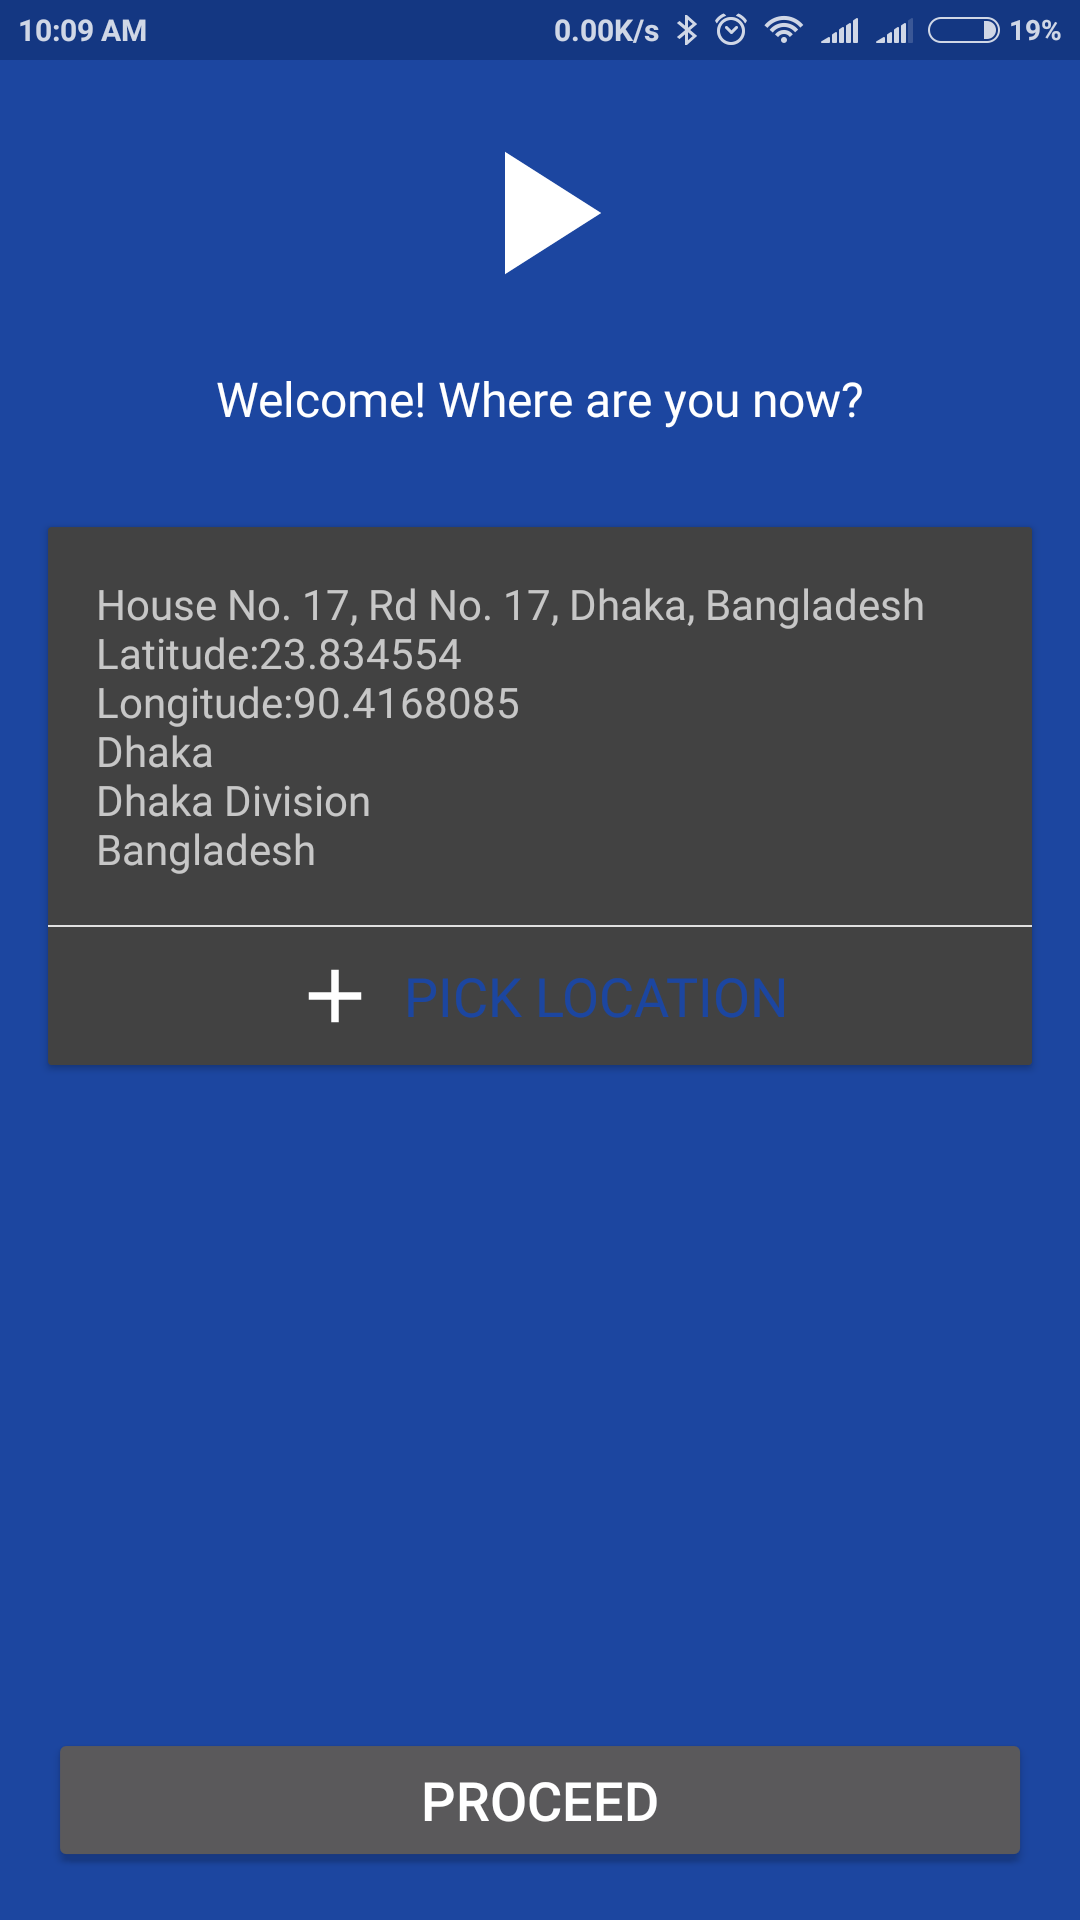 10:09 AM 0.00K/s 19%
Welcome! Where are you now?
House No. 17, Rd No. 17, Dhaka, Bangladesh
Latitude:23.834554
Longitude:90.4168085
Dhaka
Dhaka Division
Bangladesh
PICK LOCATION
PROCEED